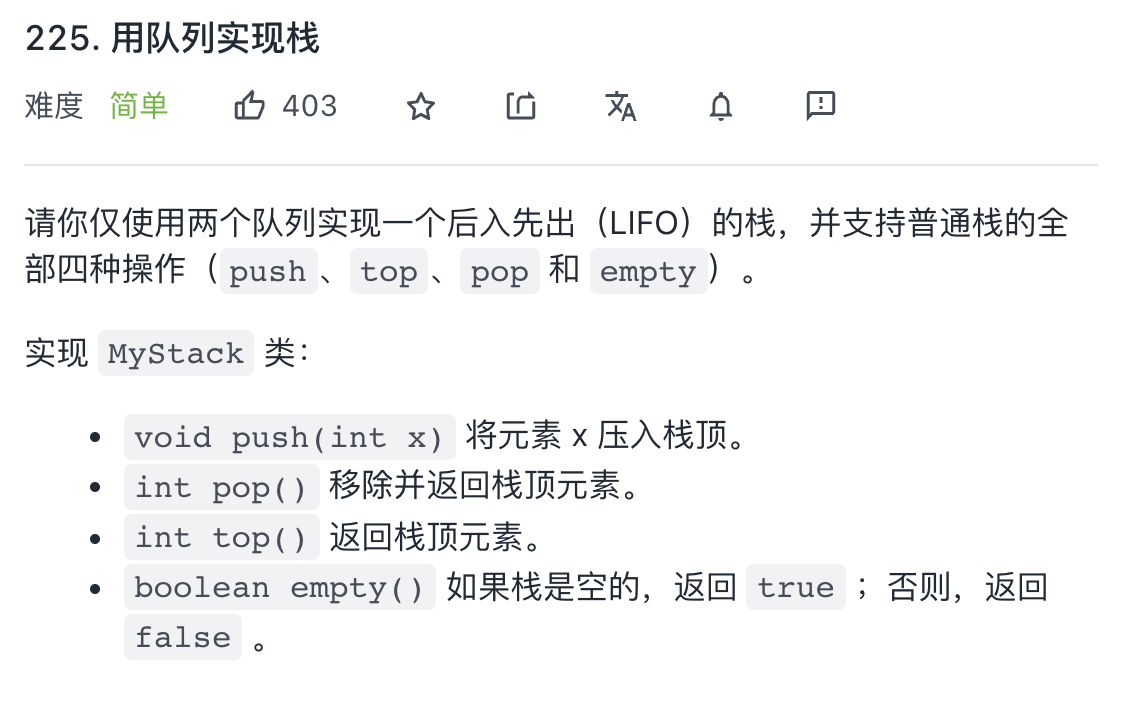 225. 用队列实现栈
难度 简单 403
请你仅使用两个队列实现一个后入先出（LIFO）的栈，并支持普通栈的全
部四种操作（push、top、pop 和 empty）。
实现 MyStack 类：
• void push(int x) 将元素 x 压入栈顶。
• int pop() 移除并返回栈顶元素。
• int top() 返回栈顶元素。
• boolean empty() 如果栈是空的，返回 true ；否则，返回
false 。